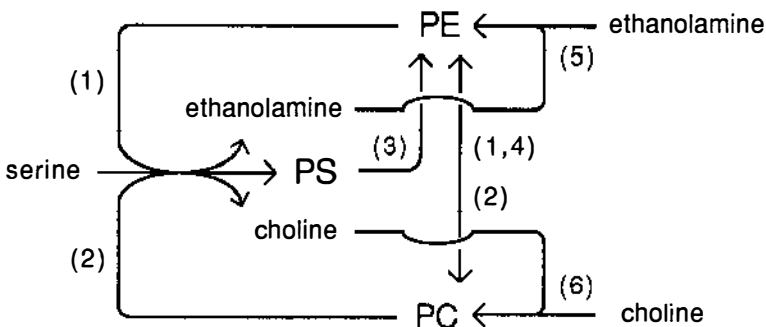 PE ethanolamine
(5)
(1)
ethanolamine
(3) (1,4)
serine PS
(2)
choline
(2)
(6)
PC choline